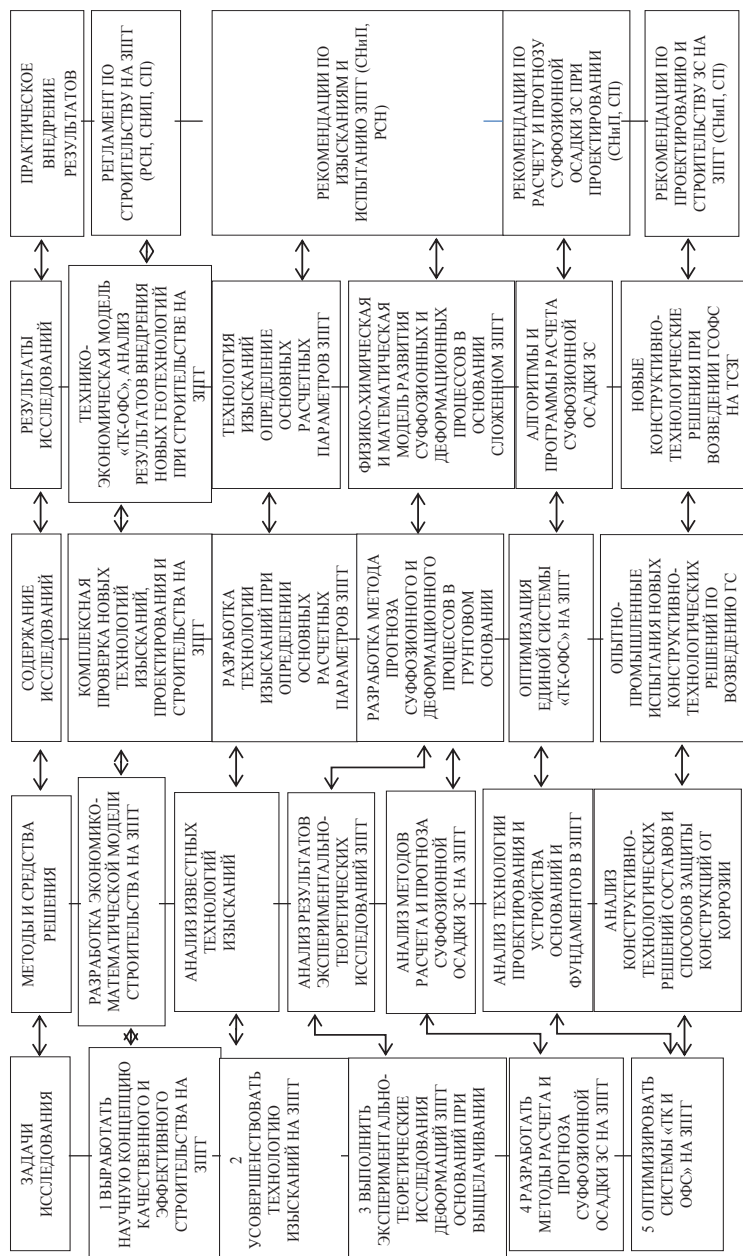 ЗАДАЧИ
ИССЛЕДОВАНИЯ
МЕТОДЫ И СРЕДСТВА
РЕШЕНИЯ
СОДЕРЖАНИЕ
ИССЛЕДОВАНИЙ
РЕЗУЛЬТАТЫ
ИССЛЕДОВАНИЙ
ПРАКТИЧЕСКОЕ
ВНЕДРЕНИЕ
РЕЗУЛЬТАТОВ
1 ВЫРАБОТАТЬ
НАУЧНУЮ КОНЦЕПЦИЮ
КАЧЕСТВЕННОГО И
ЭФФЕКТИВНОГО
СТРОИТЕЛЬСТВА НА
ЗПГТ
РАЗРАБОТКА ЭКОНОМИКО-
МАТЕМАТИЧЕСКОЙ МОДЕЛИ
СТРОИТЕЛЬСТВА НА ЗПГТ
КОМПЛЕКСНАЯ
ПРОВЕРКА НОВЫХ
ТЕХНОЛОГИЙ
ИЗЫСКАНИЙ,
ПРОЕКТИРОВАНИЯ И
СТРОИТЕЛЬСТВА НА
ЗПГТ
ТЕХНИКО-
ЭКОНОМИЧЕСКАЯ МОДЕЛЬ
«ТК-ОФС», АНАЛИЗ
РЕЗУЛЬТАТОВ ВНЕДРЕНИЯ
НОВЫХ ГЕОТЕХНОЛОГИЙ
ПРИ СТРОИТЕЛЬСТВЕ НА
ЗПГТ
РЕГЛАМЕНТ ПО
СТРОИТЕЛЬСТВУ НА ЗПГТ
(РСН, СНИП, СП)
2
УСОВЕРШЕНСТВОВАТЬ
ТЕХНОЛОГИЮ
ИЗЫСКАНИЙ НА ЗПГТ
АНАЛИЗ ИЗВЕСТНЫХ
ТЕХНОЛОГИЙ
ИЗЫСКАНИЙ
РАЗРАБОТКА
ТЕХНОЛОГИИ
ИЗЫСКАНИЙ ПРИ
ОПРЕДЕЛЕНИИ
ОСНОВНЫХ
РАСЧЕТНЫХ
ПАРАМЕТРОВ ЗПГТ
ТЕХНОЛОГИЯ
ИЗЫСКАНИЙ
ОПРЕДЕЛЕНИЕ
ОСНОВНЫХ
РАСЧЕТНЫХ
ПАРАМЕТРОВ ЗПГТ
РЕКОМЕНДАЦИИ ПО
ИЗЫСКАНИЯМ И
ИСПЫТАНИЮ ЗПГТ (СНиП,
РСН)
3 ВЫПОЛНИТЬ
ЭКСПЕРИМЕНТАЛЬНО-
ТЕОРЕТИЧЕСКИЕ
ИССЛЕДОВАНИЯ
ДЕФОРМАЦИЙ ЗПГТ
ОСНОВАНИЙ ПРИ
ВЫЩЕЛАЧИВАНИИ
АНАЛИЗ РЕЗУЛЬТАТОВ
ЭКСПЕРИМЕНТАЛЬНО-
ТЕОРЕТИЧЕСКИХ
ИССЛЕДОВАНИЙ ЗПГТ
РАЗРАБОТКА МЕТОДА
ПРОГНОЗА
СУФФОЗИОННОГО И
ДЕФОРМАЦИОННОГО
ПРОЦЕССОВ В
ГРУНТОВОМ
ОСНОВАНИИ
ФИЗИКО-ХИМИЧЕСКАЯ
И МАТЕМАТИЧЕСКАЯ
МОДЕЛЬ РАЗВИТИЯ
СУФФОЗИОННЫХ И
ДЕФОРМАЦИОННЫХ
ПРОЦЕССОВ В
ОСНОВАНИИ
СЛОЖЕННОМ ЗПГТ
4 РАЗРАБОТАТЬ
МЕТОДЫ РАСЧЕТА И
ПРОГНОЗА
СУФФОЗИОННОЙ
ОСАДКИ ЗС НА ЗПГТ
АНАЛИЗ МЕТОДОВ
РАСЧЕТА И ПРОГНОЗА
СУФФОЗИОННОЙ
ОСАДКИ ЗС НА ЗПГТ
ОПТИМИЗАЦИЯ
ЕДИНОЙ СИСТЕМЫ
«ТК-ОФС» НА ЗПГТ
АЛГОРИТМЫ И
ПРОГРАММЫ РАСЧЕТА
СУФФОЗИОННОЙ
ОСАДКИ ЗС
РЕКОМЕНДАЦИИ ПО
РАСЧЕТУ И ПРОГНОЗУ
СУФФОЗИОННОЙ
ОСАДКИ ЗС ПРИ
ПРОЕКТИРОВАНИИ
(СНиП, СП)
5 ОПТИМИЗИРОВАТЬ
СИСТЕМЫ «ТК И
ОФС» НА ЗПГТ
АНАЛИЗ ТЕХНОЛОГИИ
ПРОЕКТИРОВАНИЯ И
УСТРОЙСТВА
ОСНОВАНИЙ И
ФУНДАМЕНТОВ В ЗПГТ
АНАЛИЗ
КОНСТРУКТИВНО-
ТЕХНОЛОГИЧЕСКИХ
РЕШЕНИЙ СОСТАВОВ И
СПОСОБОВ ЗАЩИТЫ
КОНСТРУКЦИЙ ОТ
КОРРОЗИИ
ОПЫТНО-
ПРОМЫШЛЕННЫЕ
ИСПЫТАНИЯ НОВЫХ
КОНСТРУКТИВНО-
ТЕХНОЛОГИЧЕСКИХ
РЕШЕНИЙ ПО
ВОЗВЕДЕНИЮ ГС
НОВЫЕ
КОНСТРУКТИВНО-
ТЕХНОЛОГИЧЕСКИЕ
РЕШЕНИЯ ПРИ
ВОЗВЕДЕНИИ ГСОФС
НА ТСЗГ
РЕКОМЕНДАЦИИ ПО
ПРОЕКТИРОВАНИЮ И
СТРОИТЕЛЬСТВУ ЗС НА
ЗПГТ (СНиП, СП)